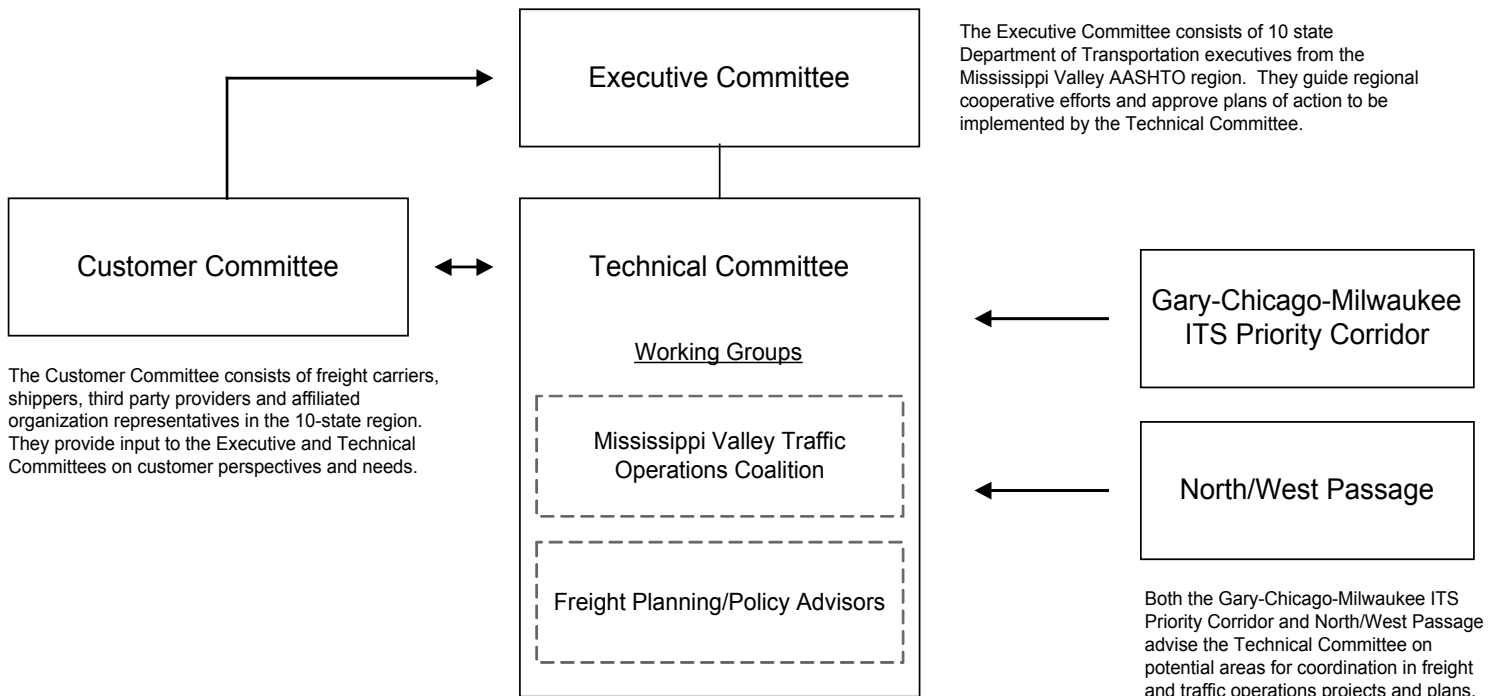 Executive Committee
The Executive Committee consists of 10 state
Department of Transportation executives from the
Mississippi Valley AASHTO region.  They guide regional
cooperative efforts and approve plans of action to be
implemented by the Technical Committee.
Customer Committee
The Customer Committee consists of freight carriers,
shippers, third party providers and affiliated
organization representatives in the 10-state region.
They provide input to the Executive and Technical
Committees on customer perspectives and needs.
Technical Committee
Working Groups
Mississippi Valley Traffic
Operations Coalition
Freight Planning/Policy Advisors
Gary-Chicago-Milwaukee
ITS Priority Corridor
North/West Passage
Both the Gary-Chicago-Milwaukee ITS
Priority Corridor and North/West Passage
advise the Technical Committee on
potential areas for coordination in freight
and traffic operations projects and plans.